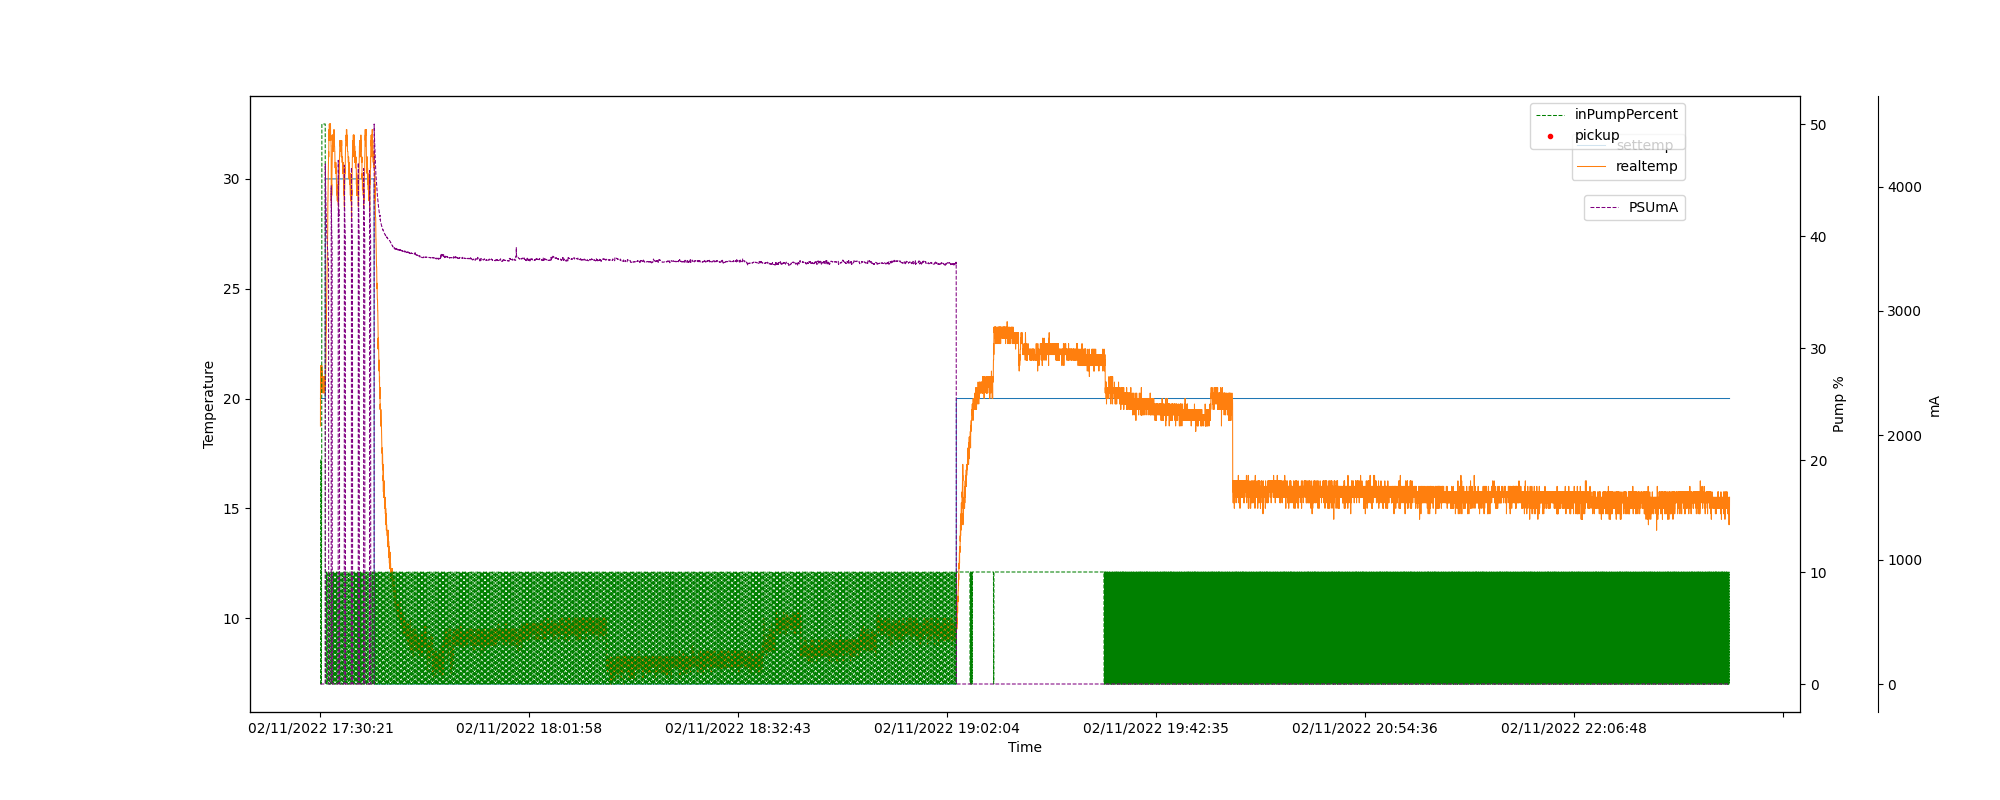 inPumpPercent
pickup
settemp
realtemp
PSUmA
Temperature
30
25
20
15
10
50
40
30
20
10
0
Pump %
4000
3000
2000
1000
0
mA
02/11/2022 17:30:21
02/11/2022 18:01:58
02/11/2022 18:32:43
02/11/2022 19:02:04
02/11/2022 19:42:35
02/11/2022 20:54:36
02/11/2022 22:06:48
Time